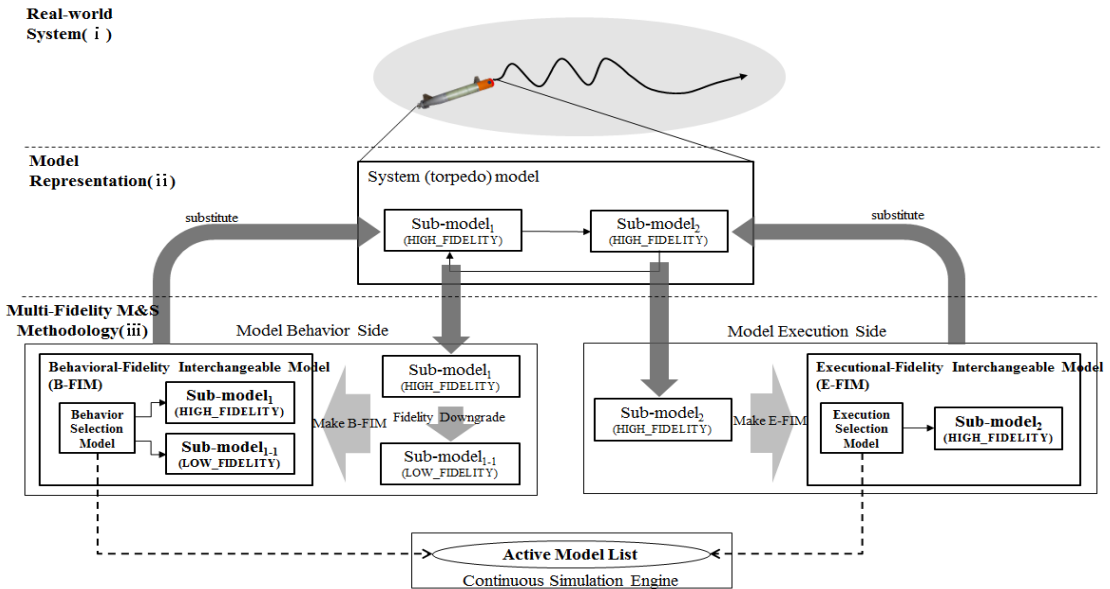 Real-world
System( i )
Model
Representation(ii)
System (torpedo) model
substitute
substitute
Sub-model1
(HIGH_FIDELITY)
Sub-model2
(HIGH_FIDELITY)
Multi-Fidelity M&S
Methodology(iii)
Model Behavior Side
Model Execution Side
Behavioral-Fidelity Interchangeable Model
(B-FIM)
Behavior
Selection
Model
Sub-model1
(HIGH_FIDELITY)
Sub-model1-1
(LOW_FIDELITY)
Make B-FIM
Sub-model1
(HIGH_FIDELITY)
Fidelity Downgrade
Sub-model1-1
(LOW_FIDELITY)
Sub-model2
(HIGH_FIDELITY)
Make E-FIM
Executional-Fidelity Interchangeable Model
(E-FIM)
Execution
Selection
Model
Sub-model2
(HIGH_FIDELITY)
Active Model List
Continuous Simulation Engine